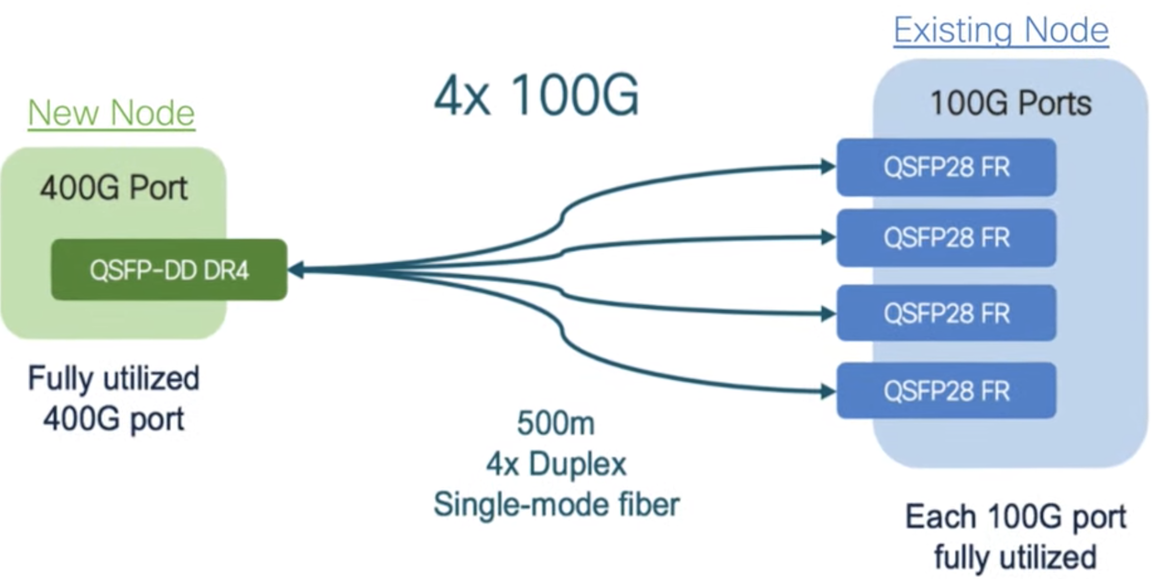 Existing Node
4x 100G
100G Ports
New Node
400G Port
QSFP28 FR
QSFP28 FR
QSFP-DD DR4
QSFP28 FR
QSFP28 FR
Fully utilized
400G port
500m
4x Duplex
Single-mode fiber
Each 100G port
fully utilized